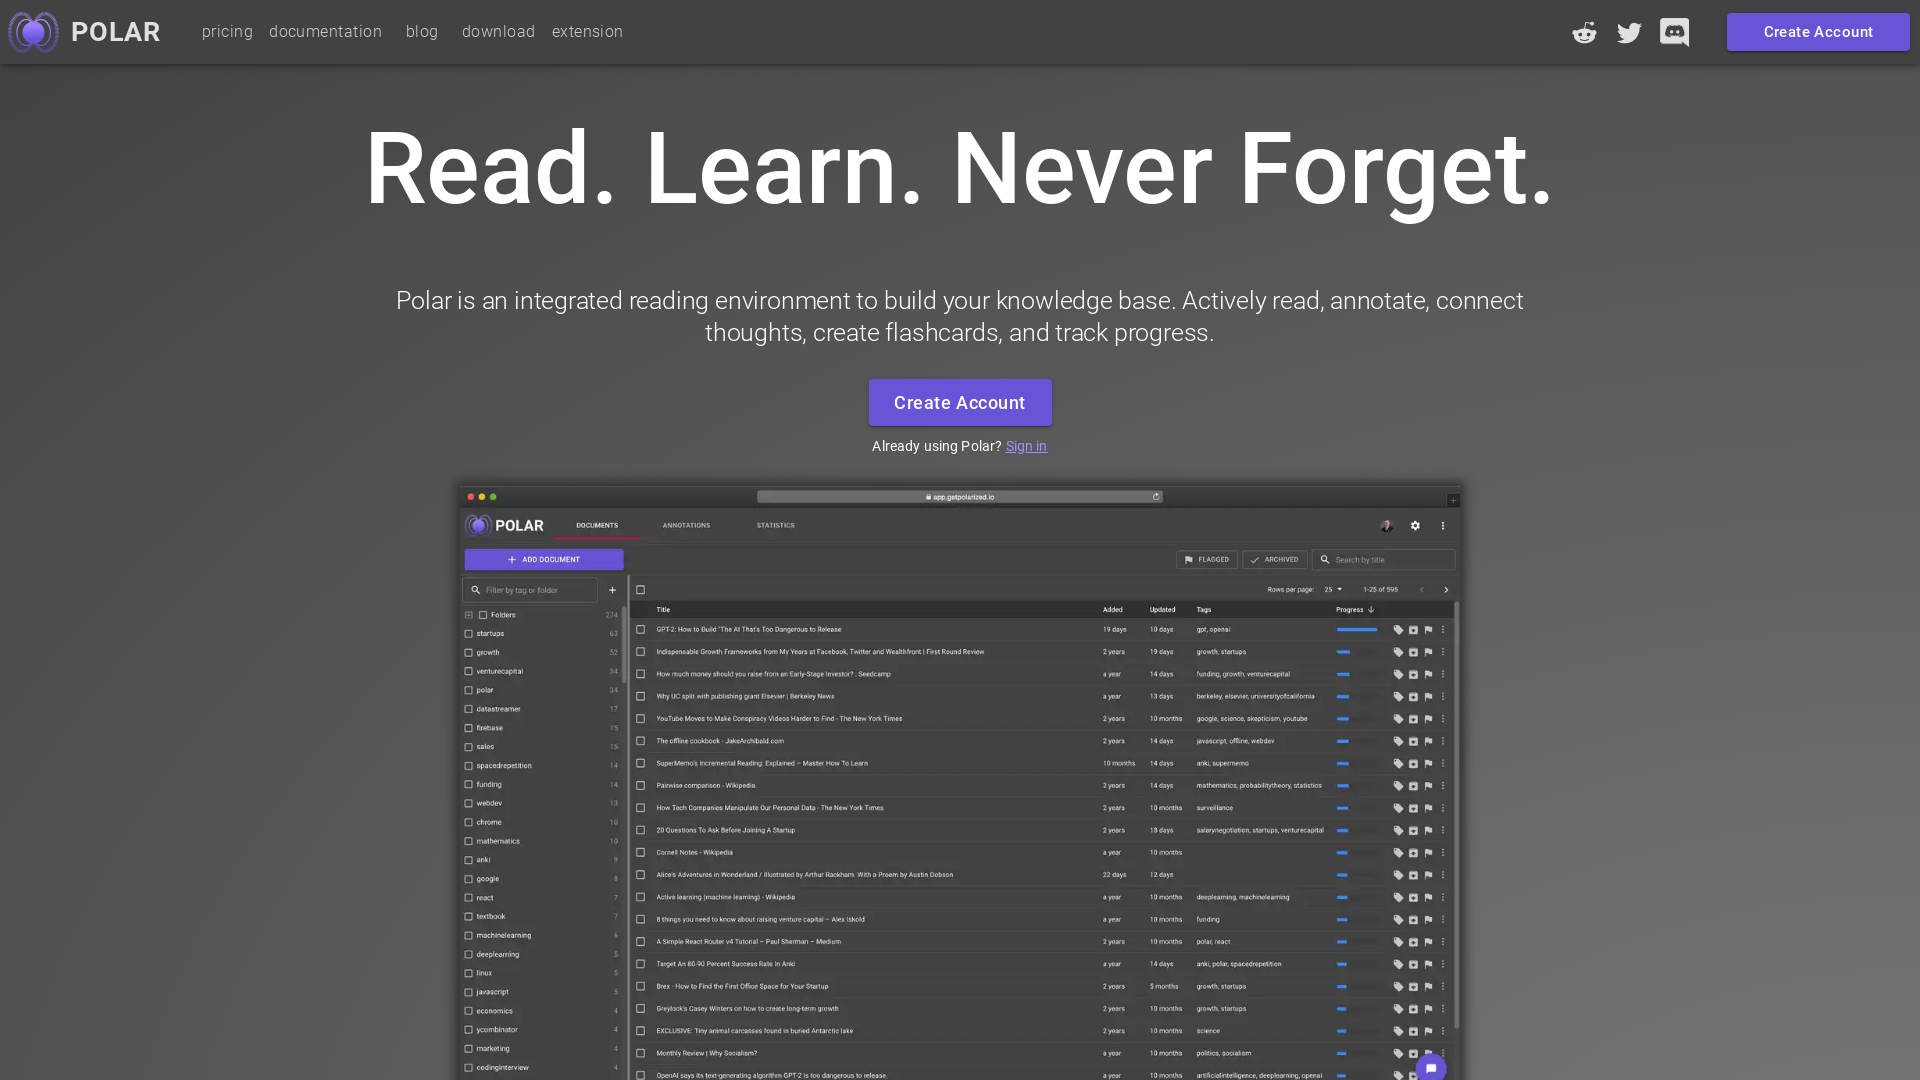 POLAR
pricing documentation blog download extension
Create Account
Read. Learn. Never Forget.
Polar is an integrated reading environment to build your knowledge base. Actively read, annotate, connect
thoughts, create flashcards, and track progress.
Create Account
Already using Polar? Sign in
app.getpolarized.io
POLAR DOCUMENTS ANNOTATIONS STATISTICS
ADD DOCUMENT FLAGGED ARCHIVED Search by title
Filter by tag or folder
Rows per page: 25 1-25 of 595
Folders 274
startups 63
growth 52
venturecapital 34
polar 34
datastreamer 17
firebase 15
sales 15
spacedrepetition 14
funding 14
webdev 13
chrome 10
mathematics 10
anki 9
google 8
react 7
textbook 7
machinelearning 6
deeplearning 5
linux 5
javascript 5
economics 4
ycombinator 4
marketing 4
codinginterview 4
Title Added Updated Tags Progress
GPT-2: How to Build "The AI That's Too Dangerous to Release 19 days 10 days gpt, openai
Indispensable Growth Frameworks from My Years at Facebook, Twitter and Wealthfront | First Round Review 2 years 19 days growth, startups
How much money should you raise from an Early-Stage Investor? : Seedcamp a year 14 days funding, growth, venturecapital
Why UC split with publishing giant Elsevier | Berkeley News a year 13 days berkeley, elsevier, universityofcalifornia
YouTube Moves to Make Conspiracy Videos Harder to Find - The New York Times 2 years 10 months google, science, skepticism, youtube
The offline cookbook - JakeArchibald.com 2 years 14 days javascript, offline, webdev
SuperMemo's Incremental Reading: Explained – Master How To Learn 10 months 14 days anki, supermemo
Pairwise comparison - Wikipedia 2 years 14 days mathematics, probabilitytheory, statistics
How Tech Companies Manipulate Our Personal Data - The New York Times 2 years 10 months surveillance
20 Questions To Ask Before Joining A Startup 2 years 18 days salarynegotiation, startups, venturecapital
Cornell Notes - Wikipedia a year 10 months
Alice's Adventures in Wonderland / Illustrated by Arthur Rackham. With a Proem by Austin Dobson 22 days 12 days
Active learning (machine learning) - Wikipedia a year 10 months deeplearning, machinelearning
8 things you need to know about raising venture capital – Alex Iskold a year 10 months funding
A Simple React Router v4 Tutorial – Paul Sherman – Medium 2 years 10 months polar, react
Target An 80-90 Percent Success Rate In Anki a year 14 days anki, polar, spacedrepetition
Brex - How to Find the First Office Space for Your Startup 2 years 5 months growth, startups
Greylock's Casey Winters on how to create long-term growth a year 10 months growth, startups
EXCLUSIVE: Tiny animal carcasses found in buried Antarctic lake 2 years 10 months science
Monthly Review | Why Socialism? a year 10 months politics, socialism
OpenAI says its text-generating algorithm GPT-2 is too dangerous to release. a year 10 months artificialintelligence, deeplearning, openai